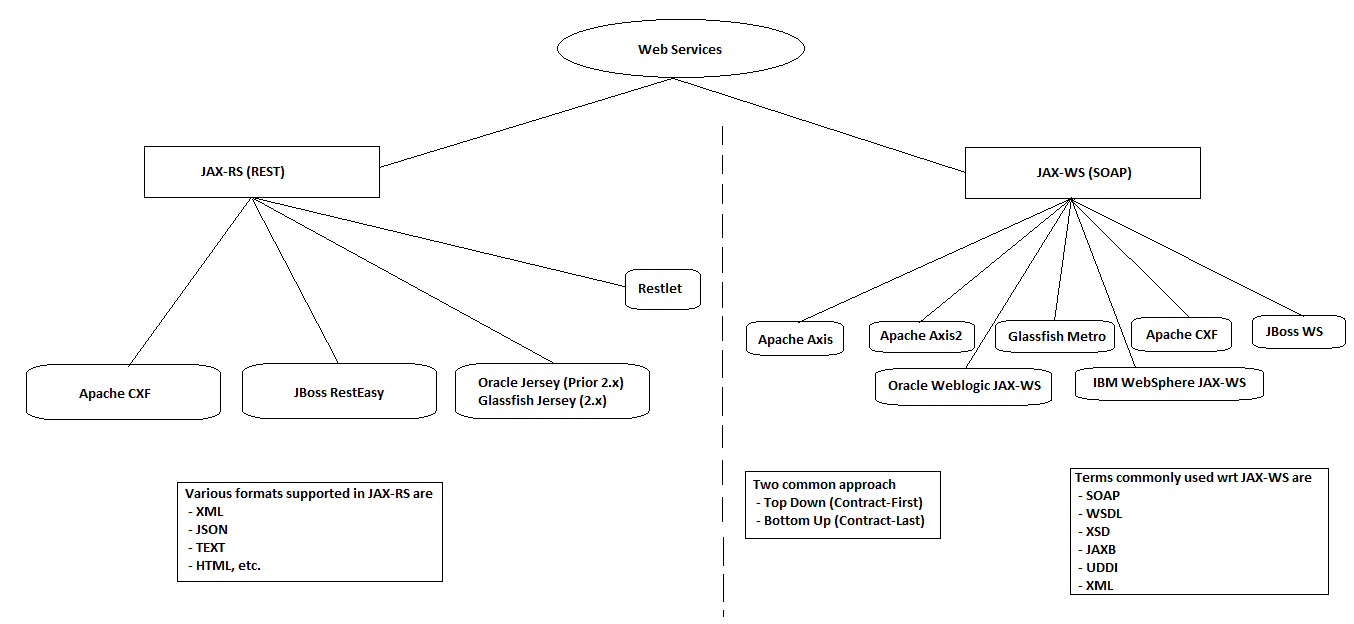 Web Services
JAX-RS (REST)
JAX-WS (SOAP)
Restlet
Apache CXF
JBoss RestEasy
Oracle Jersey (Prior 2.x)
Glassfish Jersey (2.x)
Apache Axis
Apache Axis2
Glassfish Metro
Apache CXF
JBoss WS
Oracle Weblogic JAX-WS
IBM WebSphere JAX-WS
Various formats supported in JAX-RS are
- XML
- JSON
- TEXT
- HTML, etc.
Two common approach
- Top Down (Contract-First)
- Bottom Up (Contract-Last)
Terms commonly used wrt JAX-WS are
- SOAP
- WSDL
- XSD
- JAXB
- UDDI
- XML